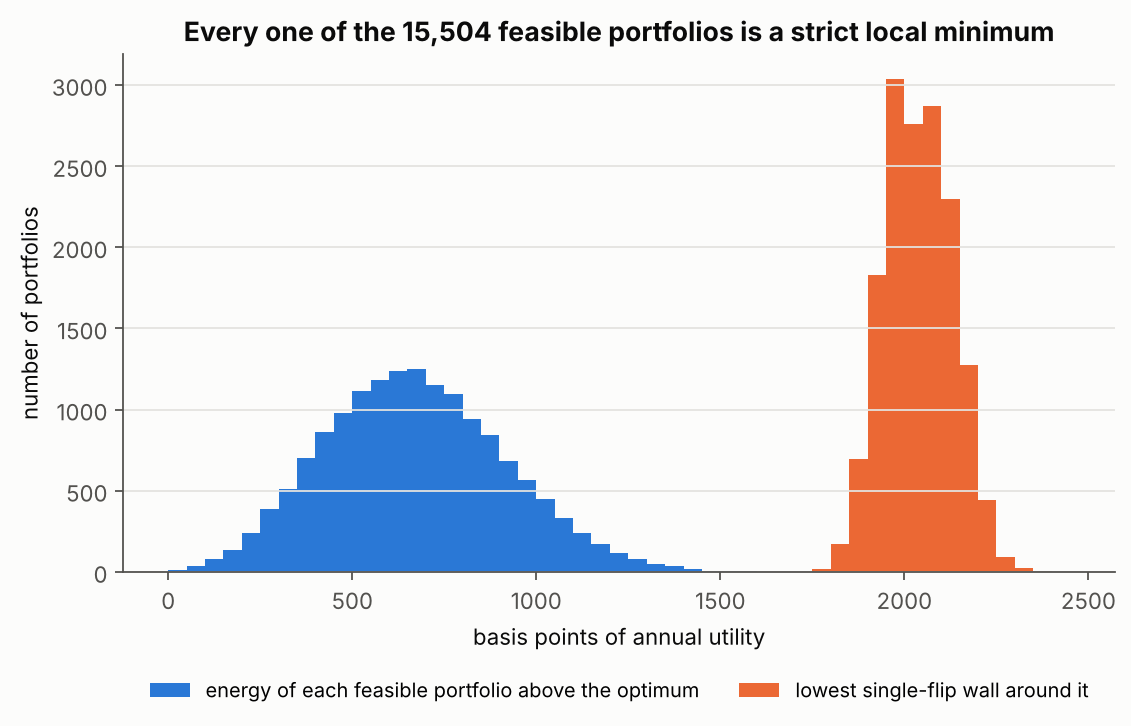 Every one of the 15,504 feasible portfolios is a strict local minimum
3000
2500
2000
1500
1000
500
0
number of portfolios
0 500 1000 1500 2000 2500
basis points of annual utility
energy of each feasible portfolio above the optimum
lowest single-flip wall around it